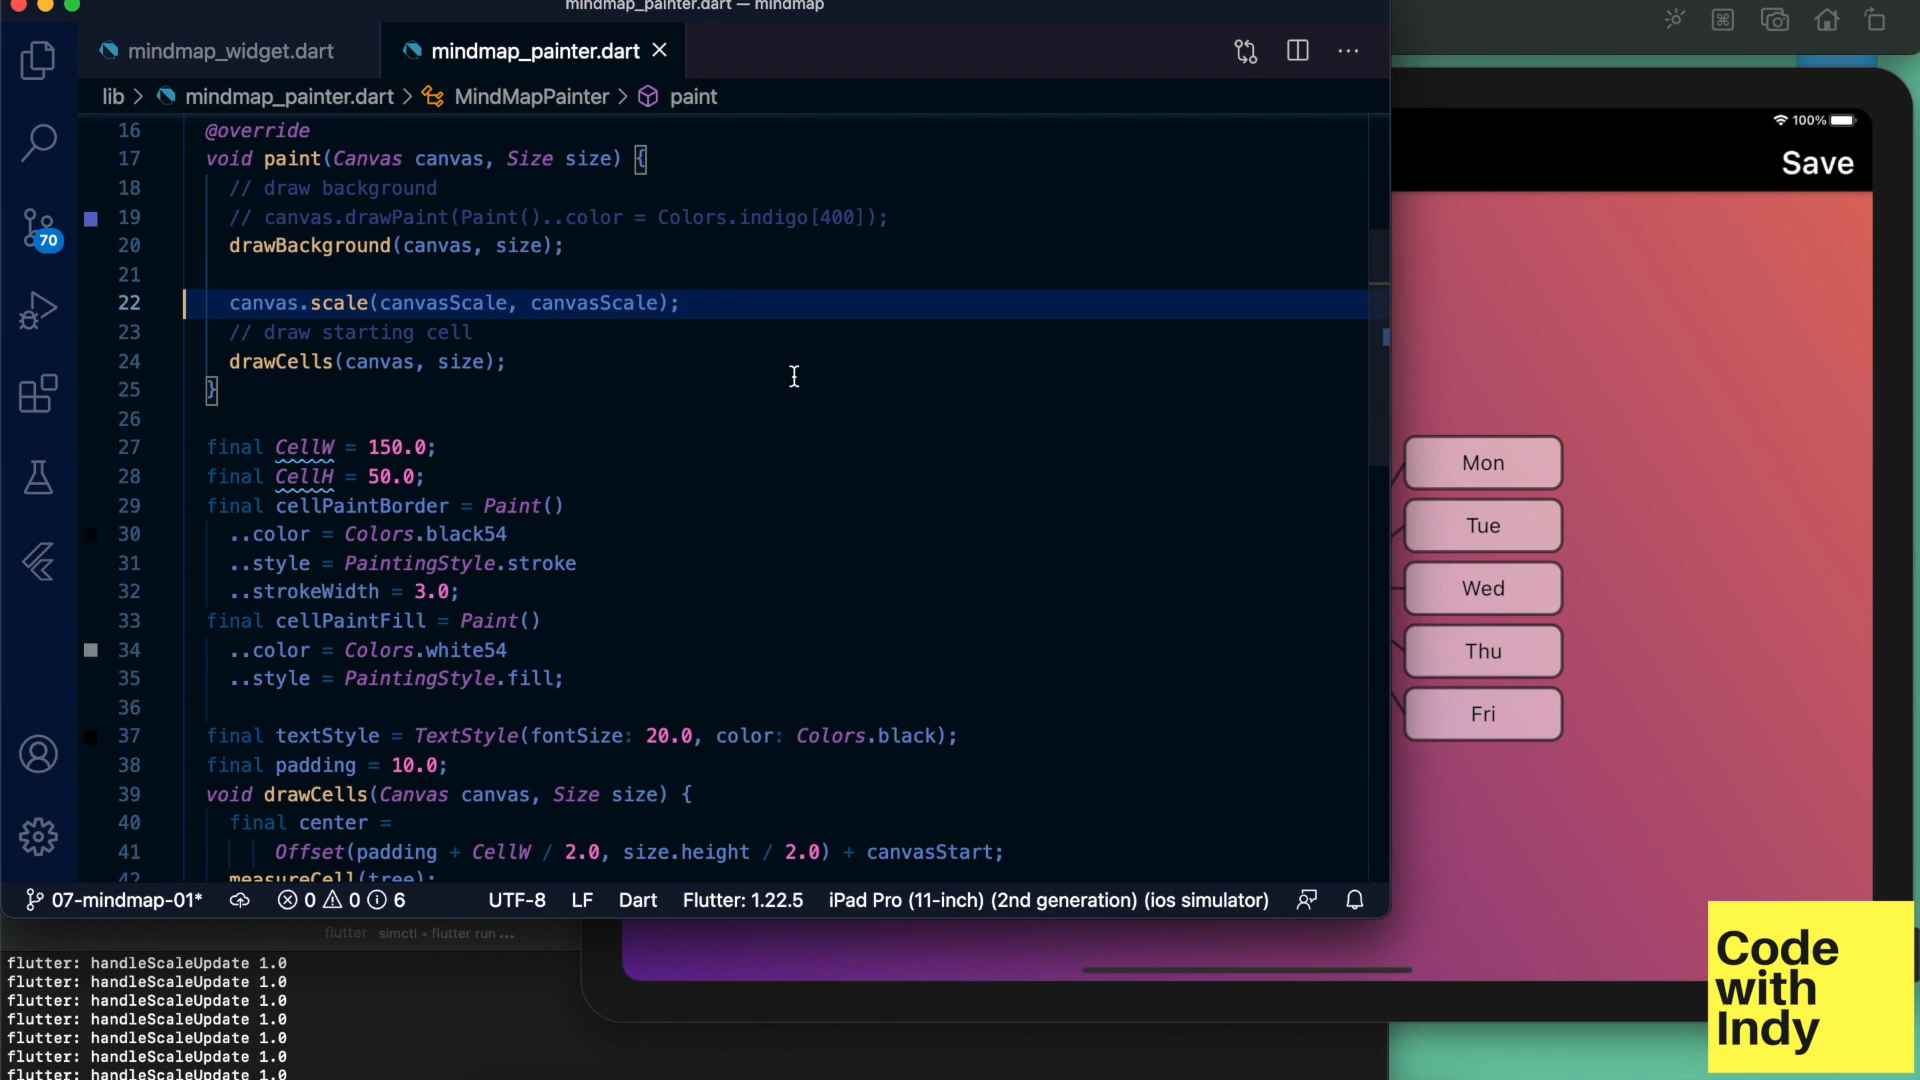 mindmap_painter.dart — mindmap
mindmap_widget.dart
mindmap_painter.dart
lib > mindmap_painter.dart > MindMapPainter > paint
16 @override
17 void paint(Canvas canvas, Size size) {
18 // draw background
19 // canvas.drawPaint(Paint()..color = Colors.indigo[400]);
20 drawBackground(canvas, size);
21
22 canvas.scale(canvasScale, canvasScale);
23 // draw starting cell
24 drawCells(canvas, size);
25 }
26
27 final CellW = 150.0;
28 final CellH = 50.0;
29 final cellPaintBorder = Paint()
30 ..color = Colors.black54
31 ..style = PaintingStyle.stroke
32 ..strokeWidth = 3.0;
33 final cellPaintFill = Paint()
34 ..color = Colors.white54
35 ..style = PaintingStyle.fill;
36
37 final textStyle = TextStyle(fontSize: 20.0, color: Colors.black);
38 final padding = 10.0;
39 void drawCells(Canvas canvas, Size size) {
40 final center =
41 Offset(padding + CellW / 2.0, size.height / 2.0) + canvasStart;
42 measureCell(tree);
70
07-mindmap-01* 0 0 6 UTF-8 LF Dart Flutter: 1.22.5 iPad Pro (11-inch) (2nd generation) (ios simulator)
flutter simctl • flutter run ...
flutter: handleScaleUpdate 1.0
flutter: handleScaleUpdate 1.0
flutter: handleScaleUpdate 1.0
flutter: handleScaleUpdate 1.0
flutter: handleScaleUpdate 1.0
flutter: handleScaleUpdate 1.0
flutter: handleScaleUpdate 1.0
100%
Save
Mon
Tue
Wed
Thu
Fri
Code
with
Indy